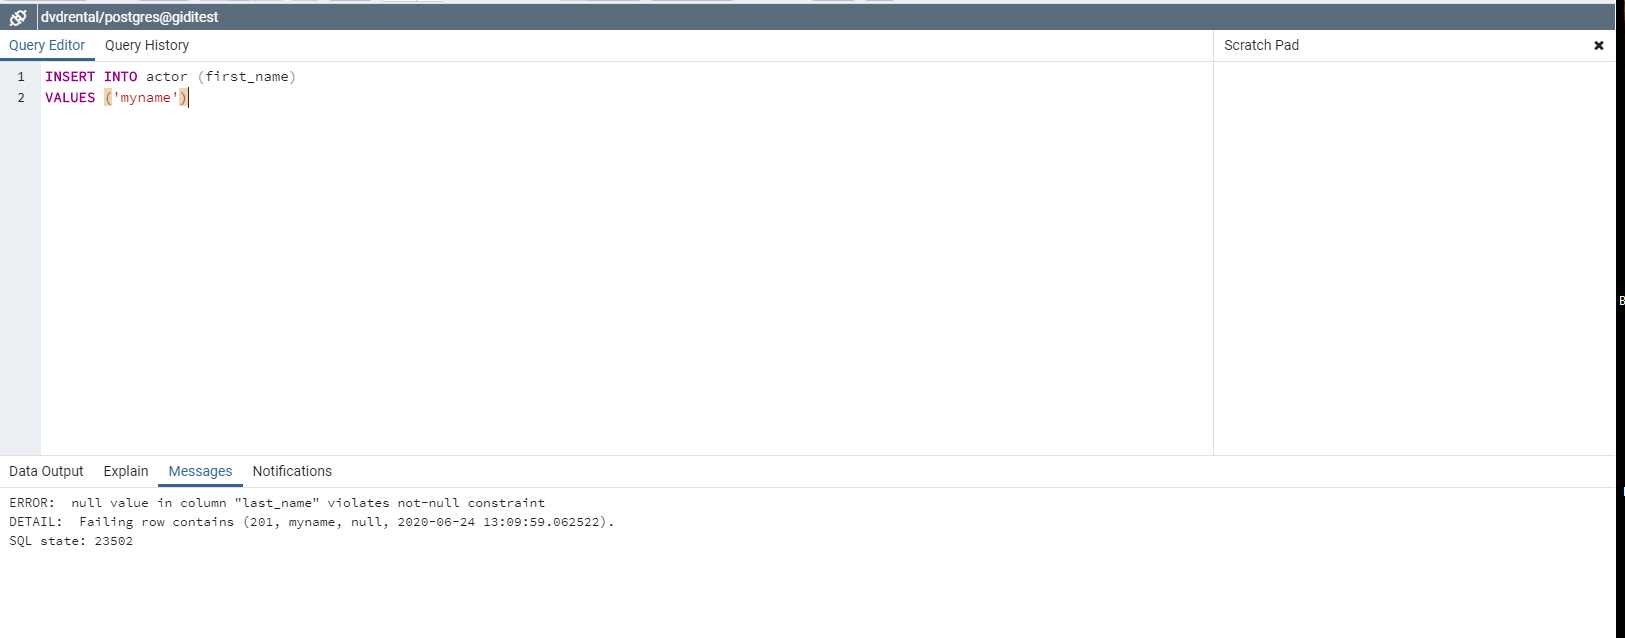 dvdrental/postgres@giditest
Query Editor Query History
Scratch Pad ✖
1 INSERT INTO actor (first_name)
2 VALUES ('myname')
Data Output Explain Messages Notifications
ERROR:  null value in column "last_name" violates not-null constraint
DETAIL:  Failing row contains (201, myname, null, 2020-06-24 13:09:59.062522).
SQL state: 23502